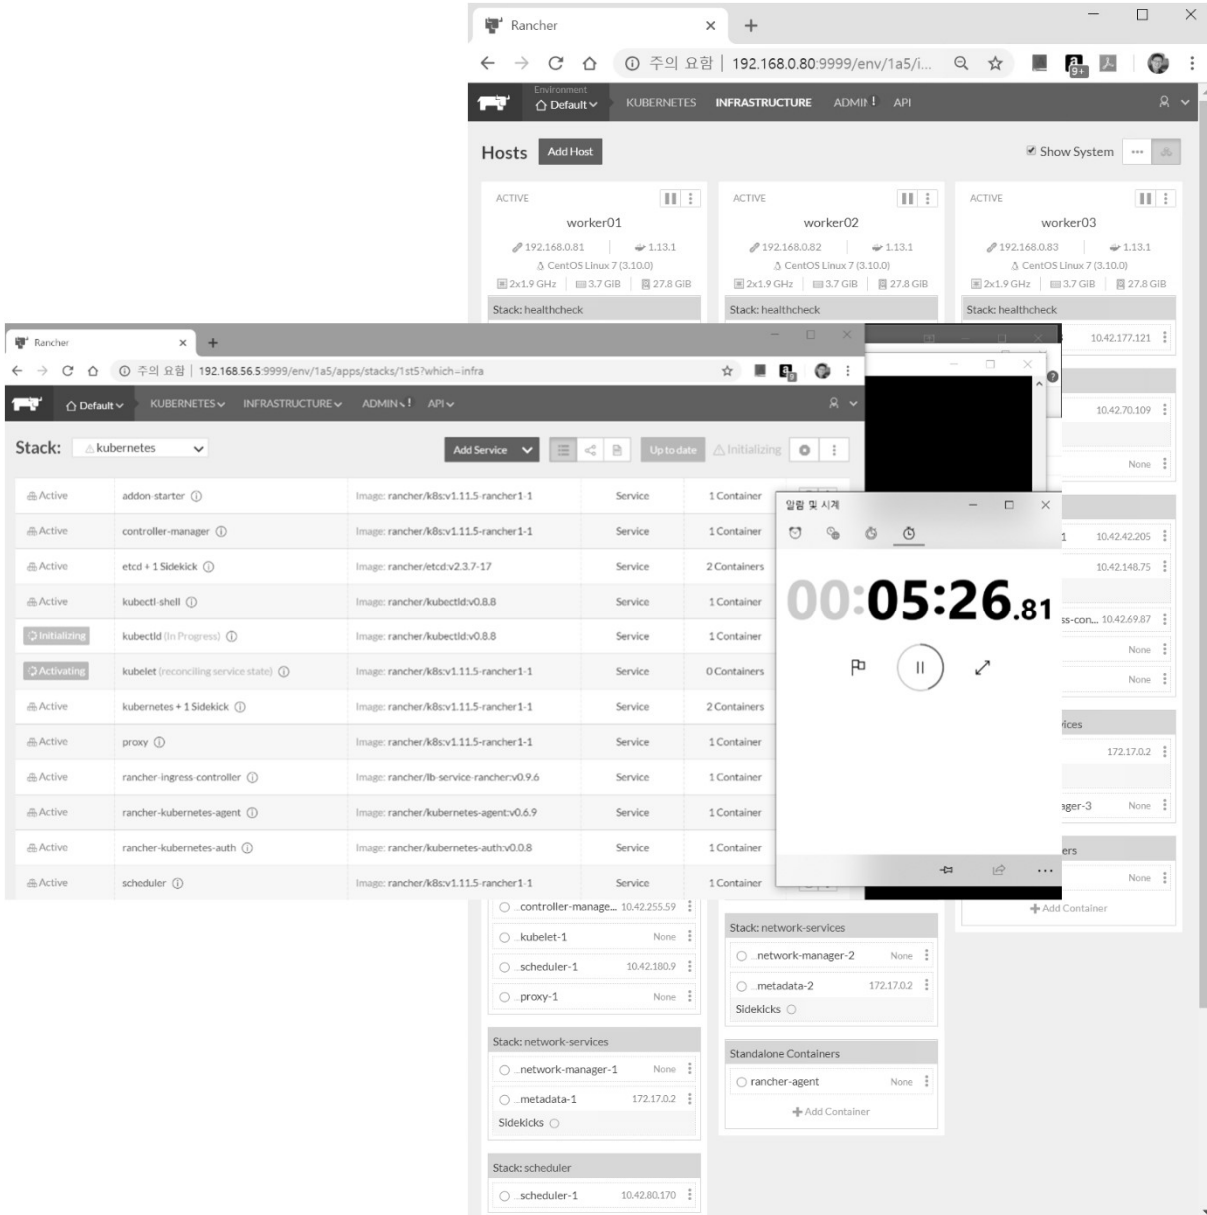 Rancher
주의 요함 | 192.168.0.80:9999/env/1a5/i...
9+
Environment
Default KUBERNETES INFRASTRUCTURE ADMIN ! API
Hosts Add Host Show System
ACTIVE
worker01
192.168.0.81 1.13.1
CentOS Linux 7 (3.10.0)
2x1.9 GHz 3.7 GiB 27.8 GiB
Stack: healthcheck
ACTIVE
worker02
192.168.0.82 1.13.1
CentOS Linux 7 (3.10.0)
2x1.9 GHz 3.7 GiB 27.8 GiB
Stack: healthcheck
ACTIVE
worker03
192.168.0.83 1.13.1
CentOS Linux 7 (3.10.0)
2x1.9 GHz 3.7 GiB 27.8 GiB
Stack: healthcheck
10.42.177.121
10.42.70.109
None
1 10.42.42.205
10.42.148.75
ss-con... 10.42.69.87
None
None
vices
172.17.0.2
ager-3 None
ers
None
Add Container
Rancher
주의 요함 | 192.168.56.5:9999/env/1a5/apps/stacks/1st5?which=infra
Default KUBERNETES INFRASTRUCTURE ADMIN ! API
Stack: kubernetes Add Service Up to date Initializing
Active addon-starter Image: rancher/k8s:v1.11.5-rancher1-1 Service 1 Container
Active controller-manager Image: rancher/k8s:v1.11.5-rancher1-1 Service 1 Container
Active etcd + 1 Sidekick Image: rancher/etcd:v2.3.7-17 Service 2 Containers
Active kubectl-shell Image: rancher/kubectld:v0.8.8 Service 1 Container
Initializing kubectld (In Progress) Image: rancher/kubectld:v0.8.8 Service 1 Container
Activating kubelet (reconciling service state) Image: rancher/k8s:v1.11.5-rancher1-1 Service 0 Containers
Active kubernetes + 1 Sidekick Image: rancher/k8s:v1.11.5-rancher1-1 Service 2 Containers
Active proxy Image: rancher/k8s:v1.11.5-rancher1-1 Service 1 Container
Active rancher-ingress-controller Image: rancher/lb-service-rancher:v0.9.6 Service 1 Container
Active rancher-kubernetes-agent Image: rancher/kubernetes-agent:v0.6.9 Service 1 Container
Active rancher-kubernetes-auth Image: rancher/kubernetes-auth:v0.0.8 Service 1 Container
Active scheduler Image: rancher/k8s:v1.11.5-rancher1-1 Service 1 Container
알람 및 시계
00:05:26.81
...controller-manage... 10.42.255.59
...kubelet-1 None
...scheduler-1 10.42.180.9
...proxy-1 None
Stack: network-services
...network-manager-1 None
...metadata-1 172.17.0.2
Sidekicks
Stack: scheduler
...scheduler-1 10.42.80.170
Stack: network-services
...network-manager-2 None
...metadata-2 172.17.0.2
Sidekicks
Standalone Containers
rancher-agent None
Add Container